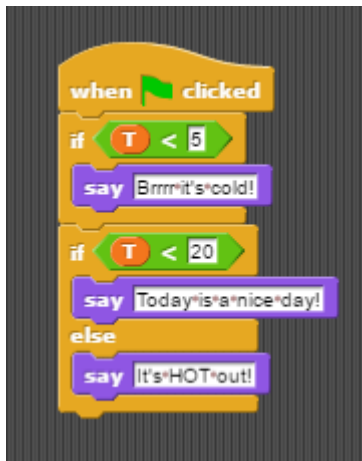 when clicked
if T < 5
say Brrrr it's cold!
if T < 20
say Today is a nice day!
else
say It's HOT out!